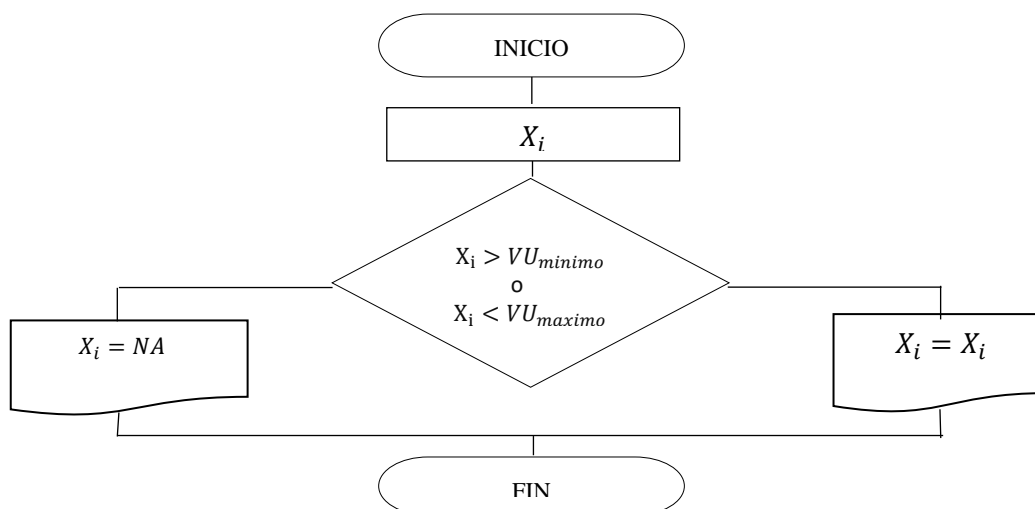 INICIO
X_i
X_i > VU_minimo
o
X_i < VU_maximo
X_i = NA
X_i = X_i
FIN